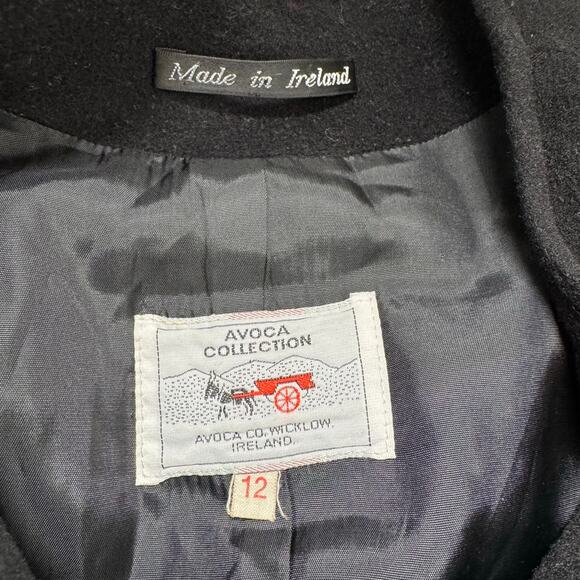 Made in Ireland
AVOCA
COLLECTION
AVOCA CO. WICKLOW,
IRELAND.
12